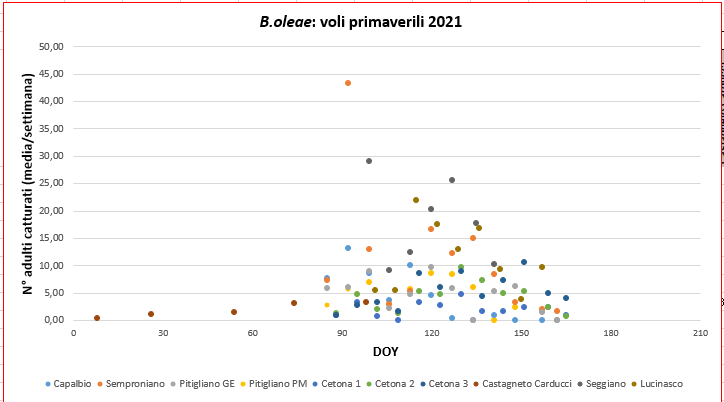 B.oleae: voli primaverili 2021
N° adulti catturati (media/settimana)
50,00
45,00
40,00
35,00
30,00
25,00
20,00
15,00
10,00
5,00
0,00
0 30 60 90 120 150 180 210
DOY
Capalbio Semproniano Pitigliano GE Pitigliano PM Cetona 1 Cetona 2 Cetona 3 Castagneto Carducci Seggiano Lucinasco